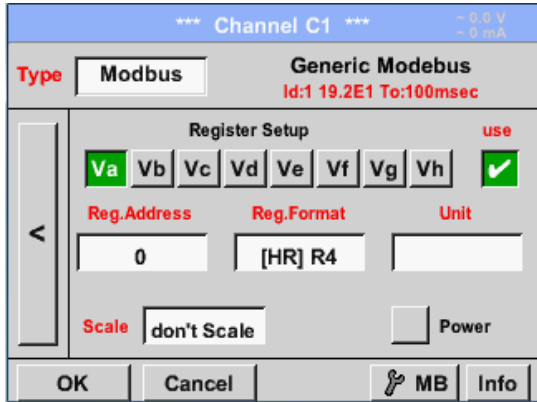 *** Channel C1 ***
~ 0.0 V
~ 0 mA
Type Modbus
Generic Modebus
Id:1 19.2E1 To:100msec
Register Setup
use
Va Vb Vc Vd Ve Vf Vg Vh
Reg.Address Reg.Format Unit
<
0 [HR] R4
Scale don't Scale Power
OK Cancel MB Info